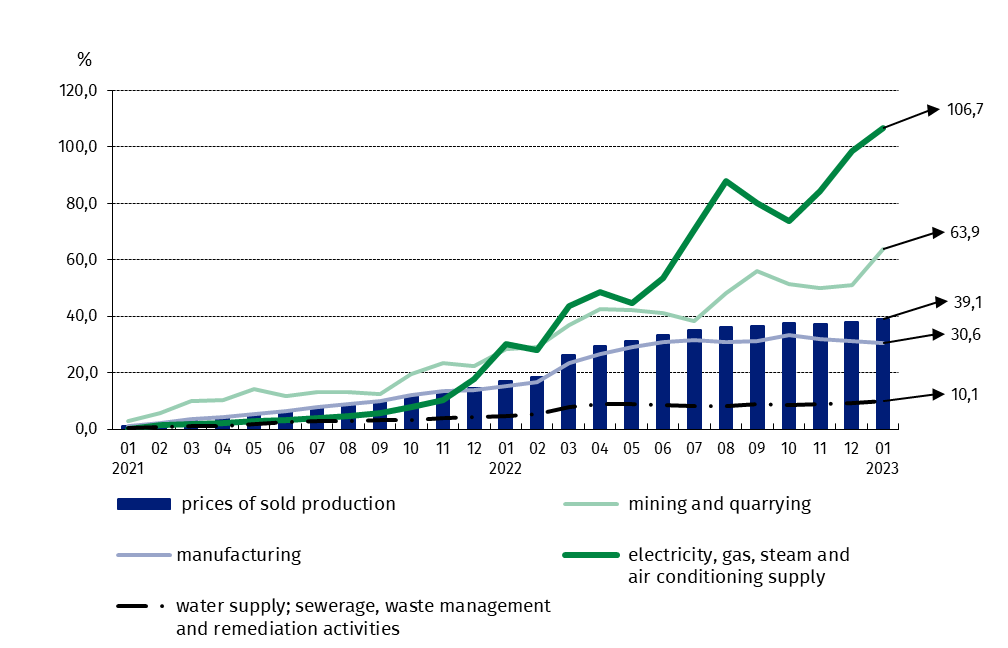 %
120,0
100,0
80,0
60,0
40,0
20,0
0,0
106,7
63,9
39,1
30,6
10,1
01 02 03 04 05 06 07 08 09 10 11 12 01 02 03 04 05 06 07 08 09 10 11 12 01
2021 2022 2023
prices of sold production
mining and quarrying
manufacturing
electricity, gas, steam and
air conditioning supply
water supply; sewerage, waste management
and remediation activities